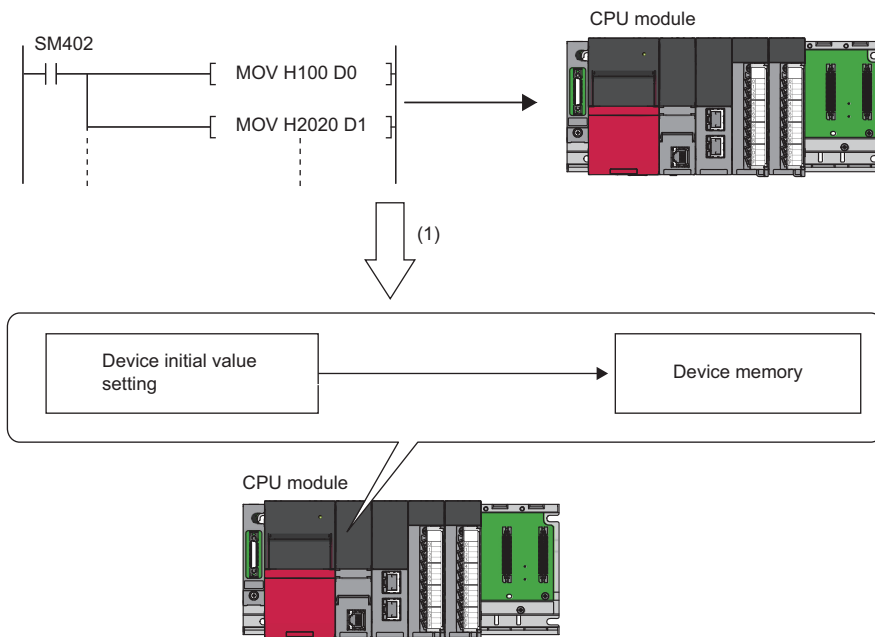 CPU module
SM402
MOV H100 D0
MOV H2020 D1
(1)
Device initial value
setting
Device memory
CPU module